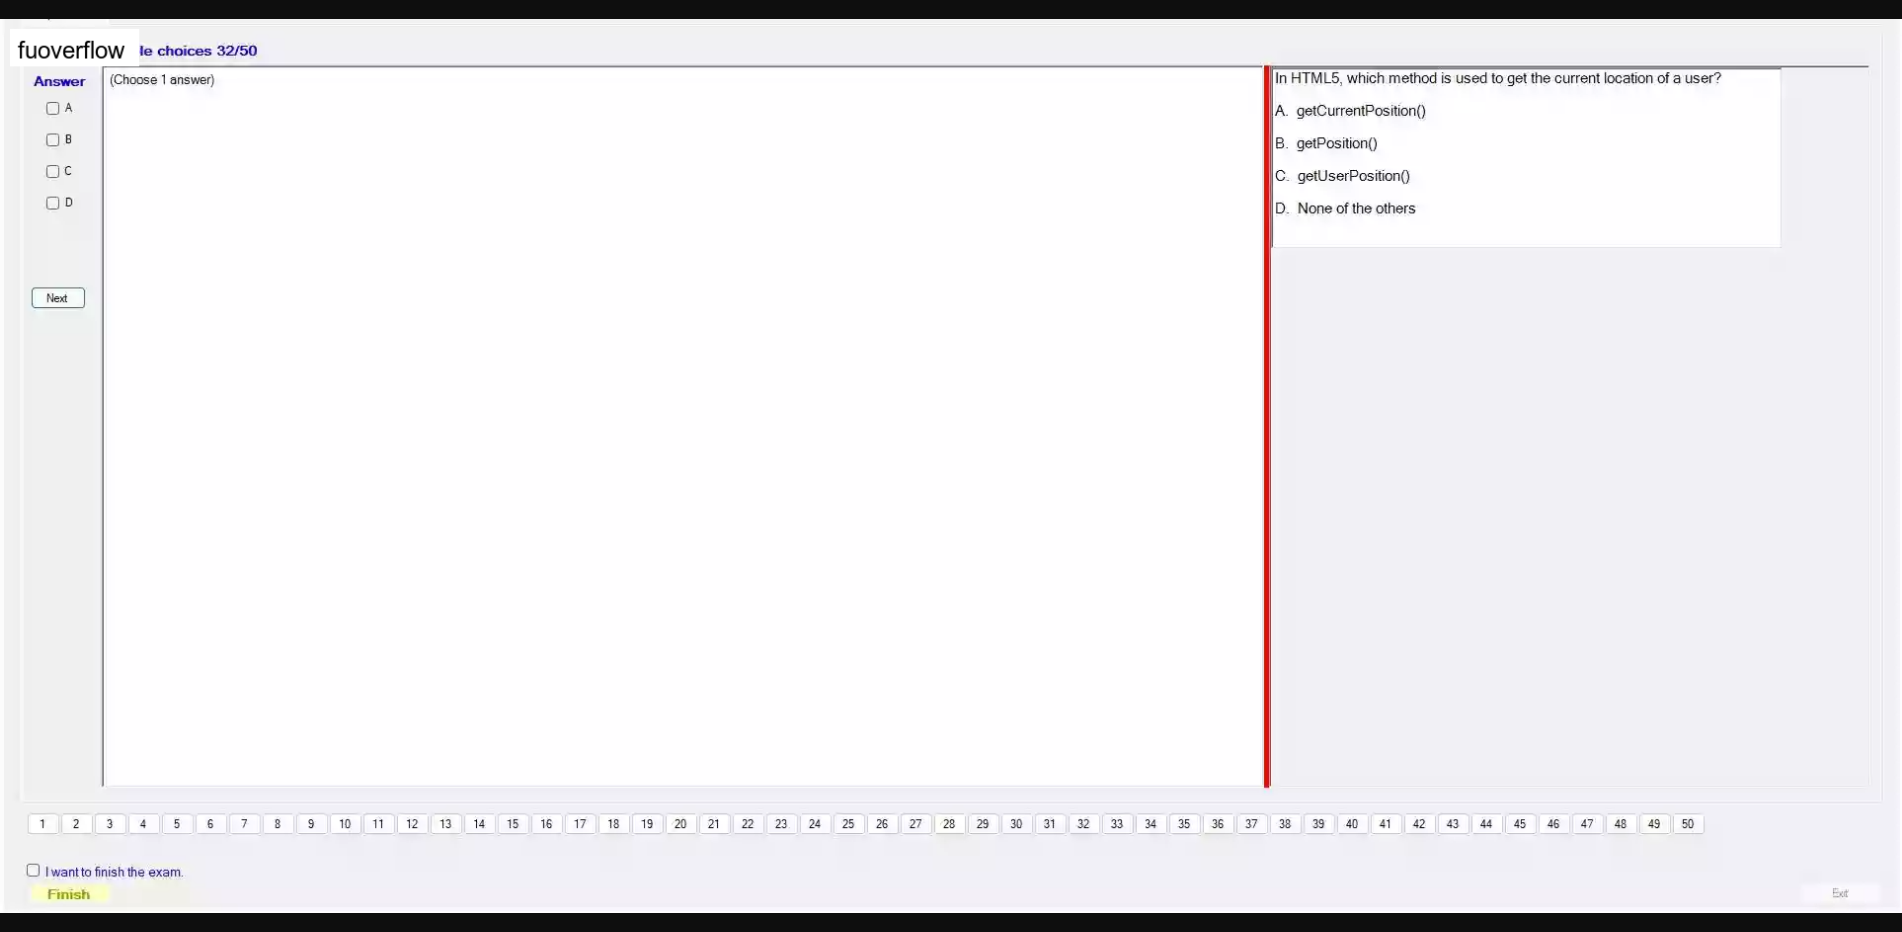 fuoverflow
le choices 32/50
Answer
(Choose 1 answer)
A
B
C
D
Next
In HTML5, which method is used to get the current location of a user?
A. getCurrentPosition()
B. getPosition()
C. getUserPosition()
D. None of the others
1 2 3 4 5 6 7 8 9 10 11 12 13 14 15 16 17 18 19 20 21 22 23 24 25 26 27 28 29 30 31 32 33 34 35 36 37 38 39 40 41 42 43 44 45 46 47 48 49 50
I want to finish the exam.
Finish
Exit